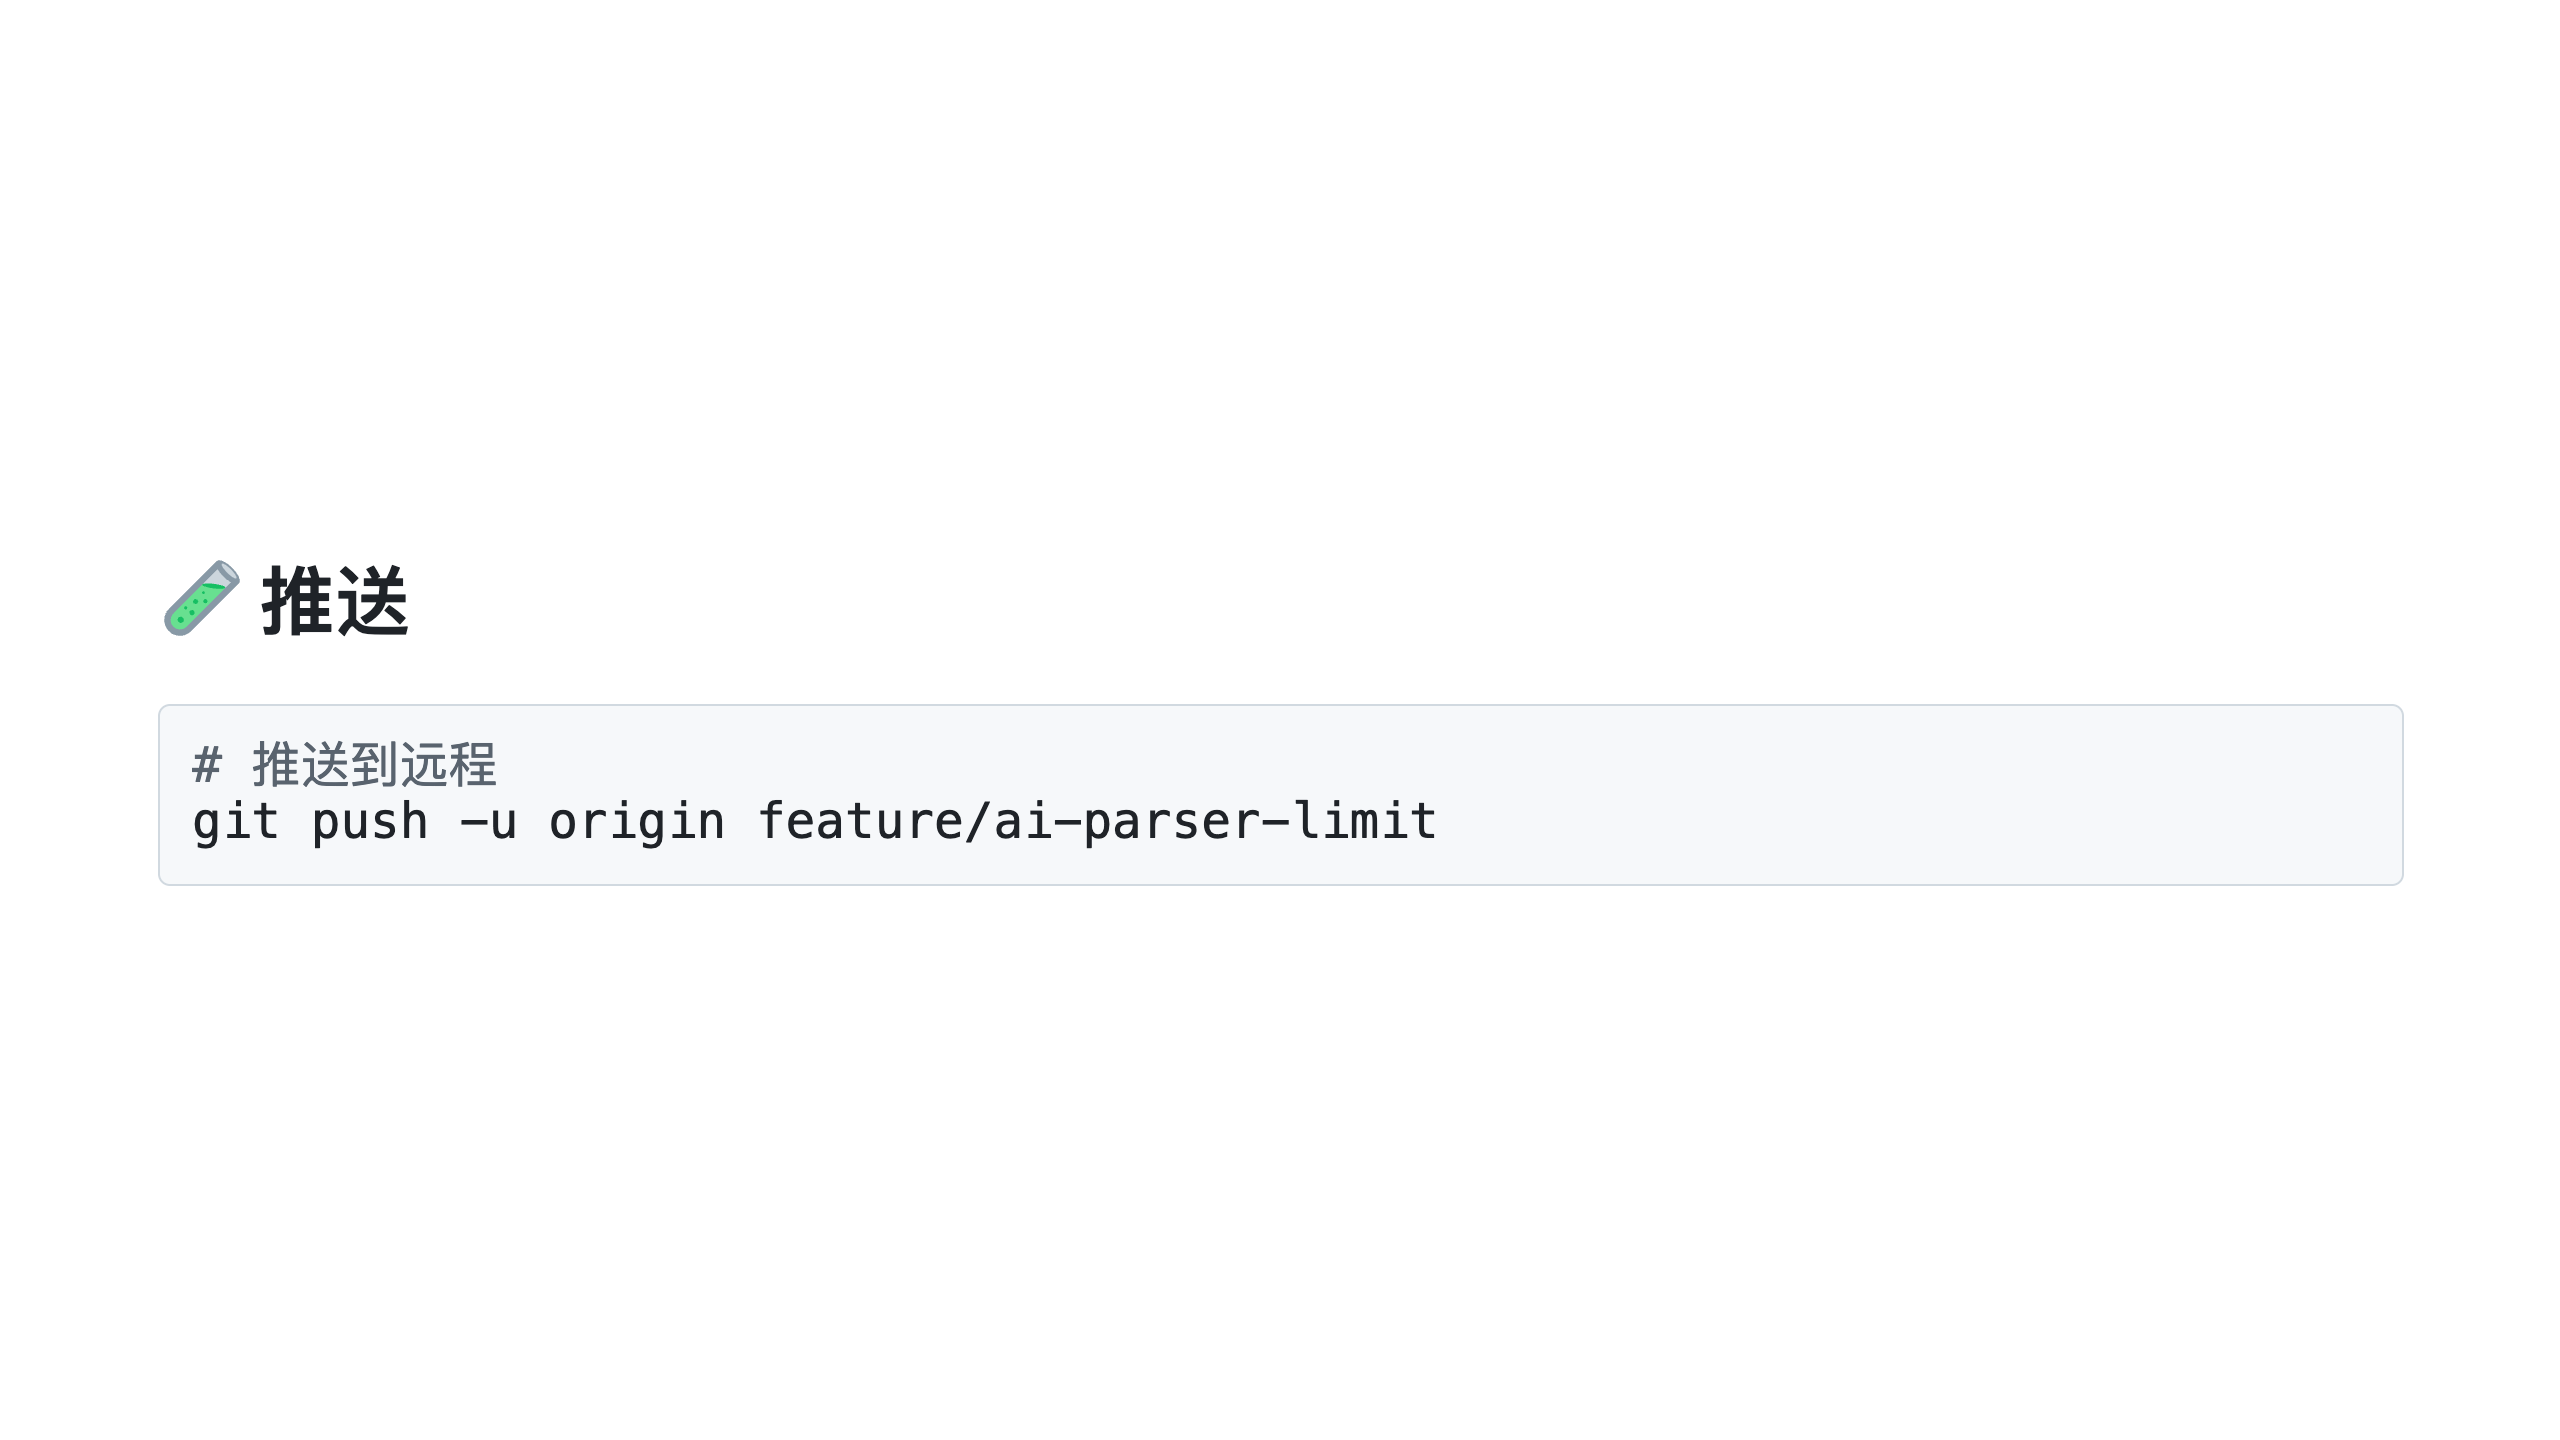 🧪 推送
# 推送到远程
git push -u origin feature/ai-parser-limit